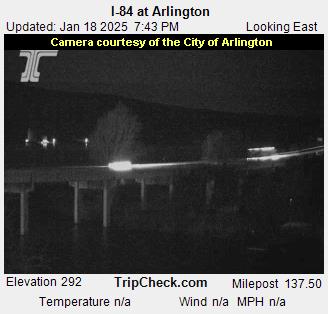 I-84 at Arlington
Updated: Jan 18 2025 7:43 PM Looking East
Camera courtesy of the City of Arlington
Elevation 292 TripCheck.com Milepost 137.50
Temperature n/a Wind n/a MPH n/a